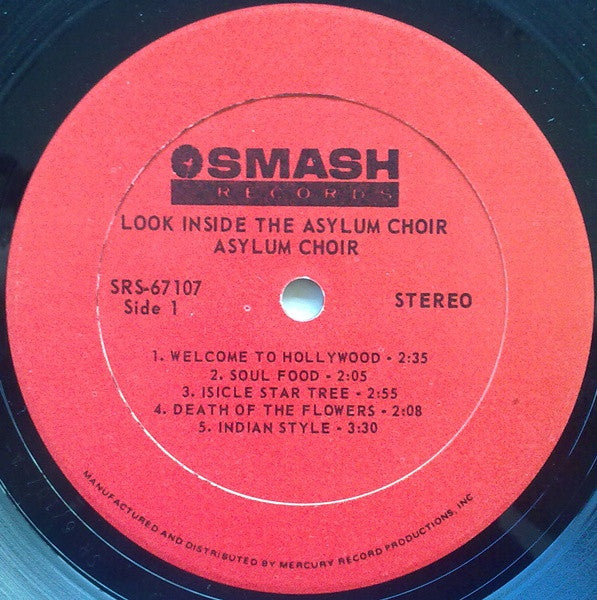 SMASH
RECORDS
LOOK INSIDE THE ASYLUM CHOIR
ASYLUM CHOIR
SRS-67107
Side 1
STEREO
1. WELCOME TO HOLLYWOOD - 2:35
2. SOUL FOOD - 2:05
3. ISICLE STAR TREE - 2:55
4. DEATH OF THE FLOWERS - 2:08
5. INDIAN STYLE - 3:30
MANUFACTURED AND DISTRIBUTED BY MERCURY RECORD PRODUCTIONS, INC